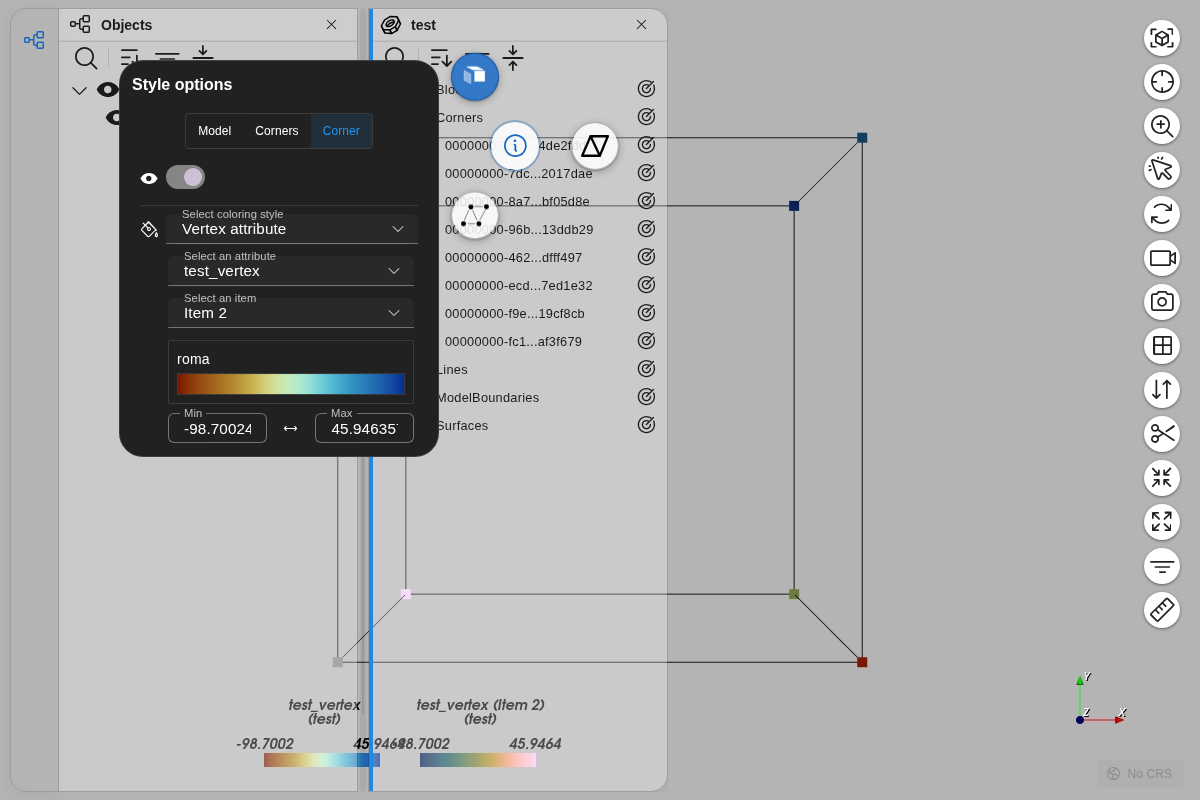 Objects
test
Style options
Model
Corners
Corner
Select coloring style
Vertex attribute
Select an attribute
test_vertex
Select an item
Item 2
roma
Min
-98.70024
Max
45.94635
Corners
00000000-7dc...2017dae
00000000-8a7...bf05d8e
00000000-96b...13ddb29
00000000-462...dfff497
00000000-ecd...7ed1e32
00000000-f9e...19cf8cb
00000000-fc1...af3f679
Lines
ModelBoundaries
Surfaces
test_vertex
(test)
-98.7002
test_vertex (Item 2)
(test)
45.9464
Y
Z
X
No CRS